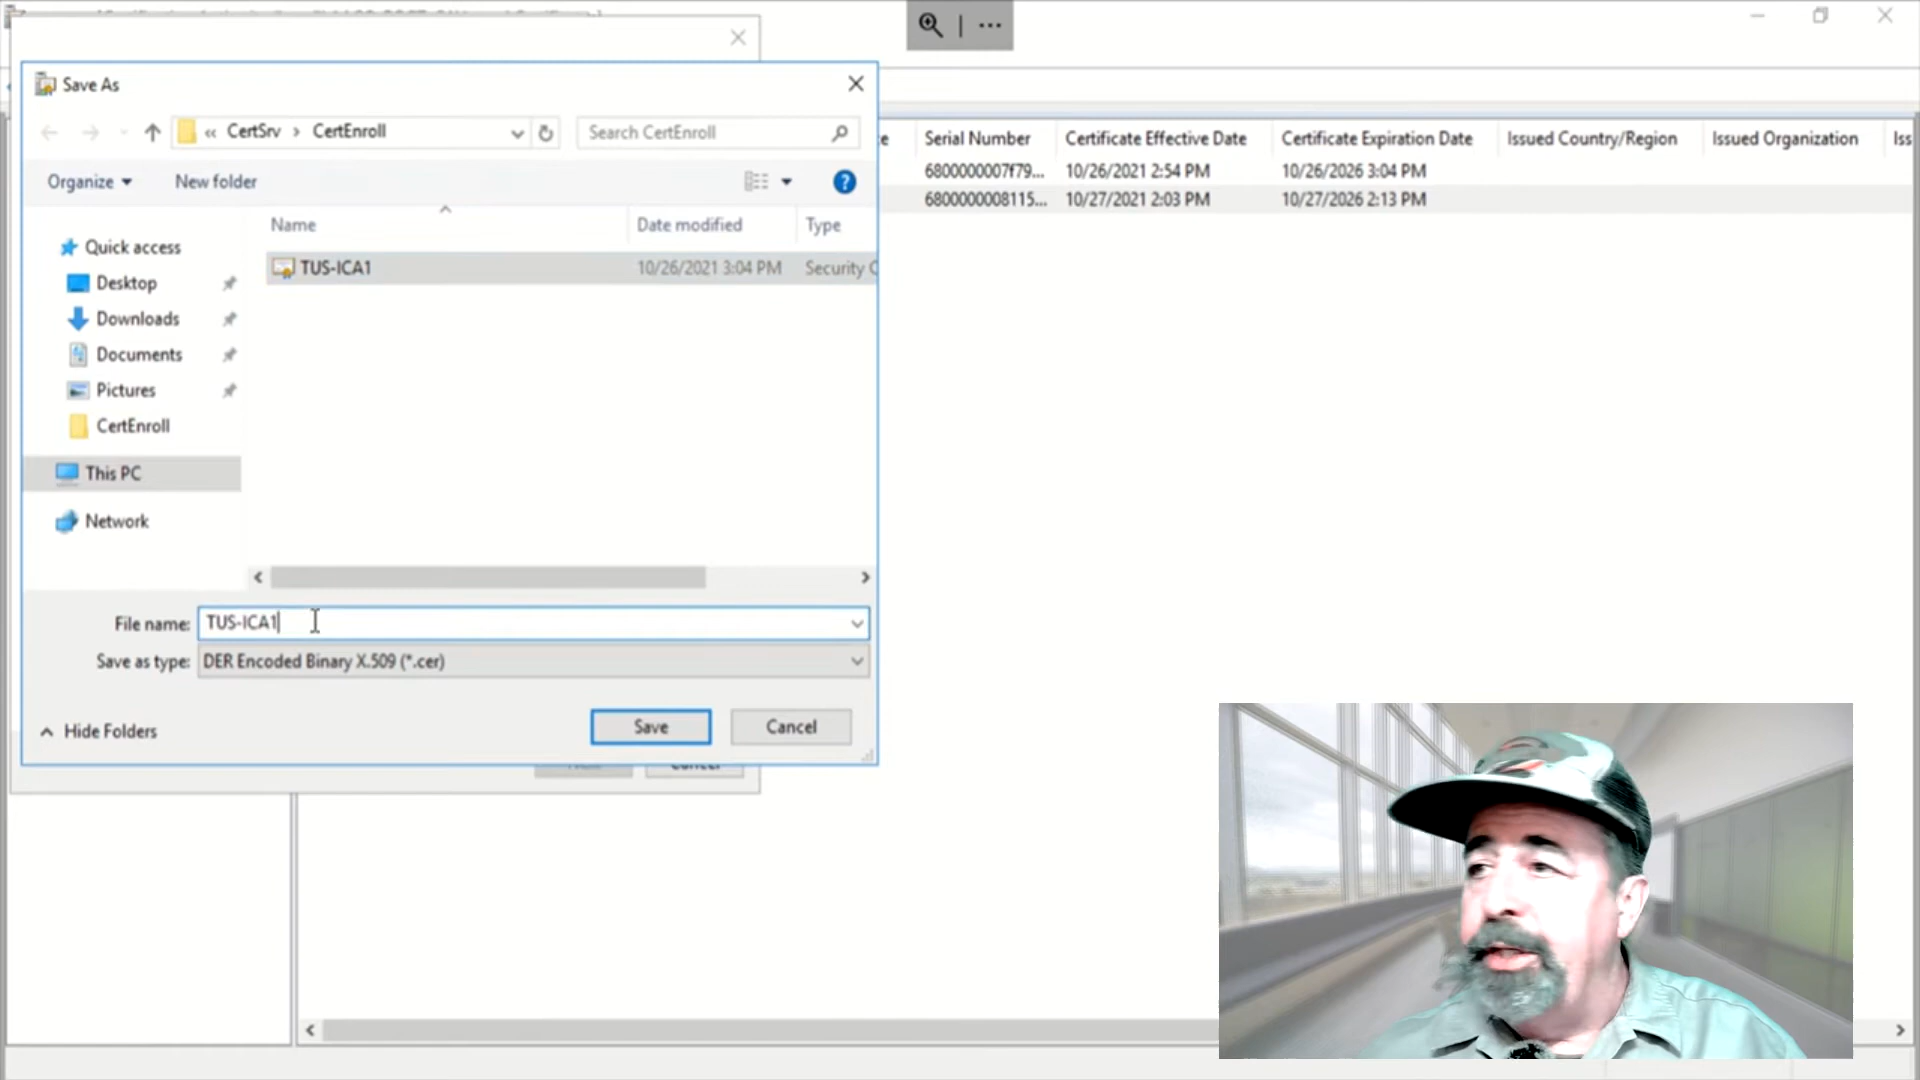 Save As
« CertSrv › CertEnroll
Search CertEnroll
Organize
New folder
?
Name
Date modified
Type
Quick access
Desktop
Downloads
Documents
Pictures
CertEnroll
This PC
Network
TUS-ICA1
10/26/2021 3:04 PM
Security C
File name:
TUS-ICA1
Save as type:
DER Encoded Binary X.509 (*.cer)
Hide Folders
Save
Cancel
Cancel
e
Serial Number
Certificate Effective Date
Certificate Expiration Date
Issued Country/Region
Issued Organization
Iss
6800000007f79...
10/26/2021 2:54 PM
10/26/2026 3:04 PM
6800000008115...
10/27/2021 2:03 PM
10/27/2026 2:13 PM